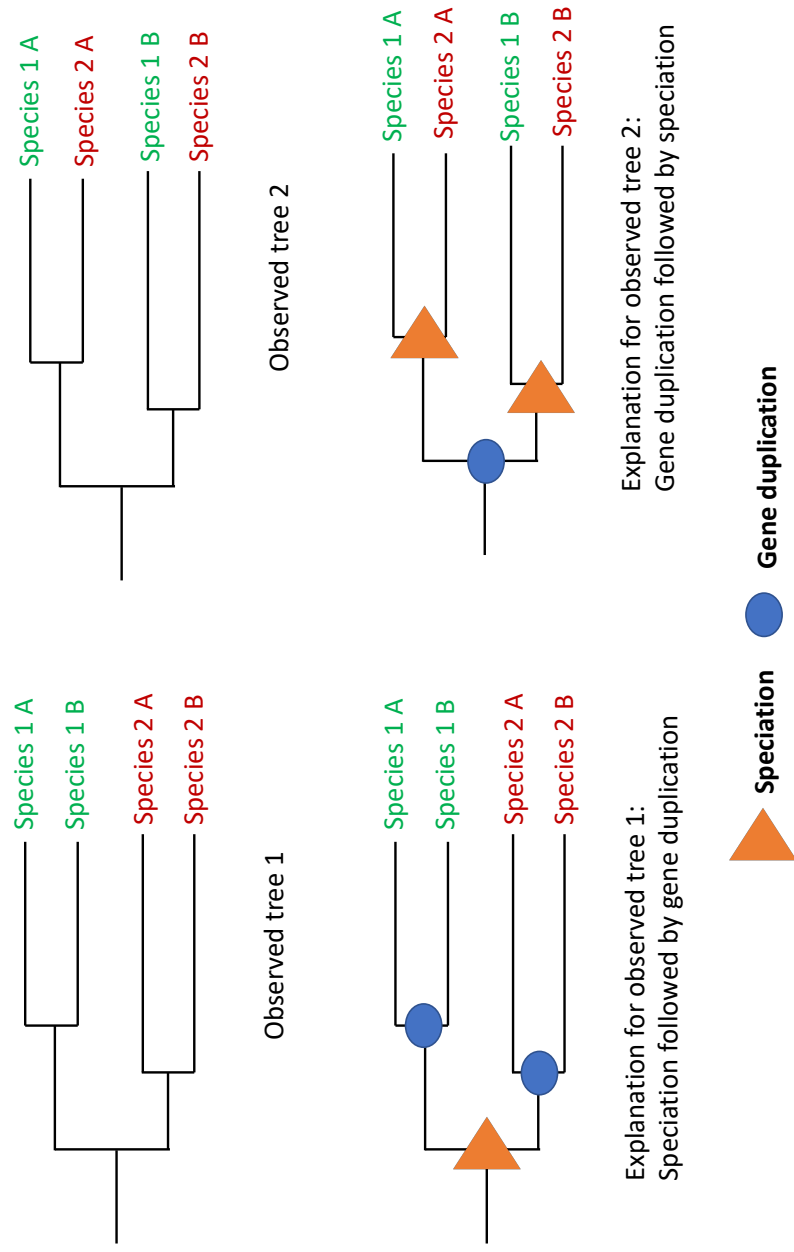 Species 1 A
Species 1 B
Species 2 A
Species 2 B
Observed tree 1
Species 1 A
Species 2 A
Species 1 B
Species 2 B
Observed tree 2
Species 1 A
Species 1 B
Species 2 A
Species 2 B
Explanation for observed tree 1:
Speciation followed by gene duplication
Species 1 A
Species 2 A
Species 1 B
Species 2 B
Explanation for observed tree 2:
Gene duplication followed by speciation
Speciation
Gene duplication